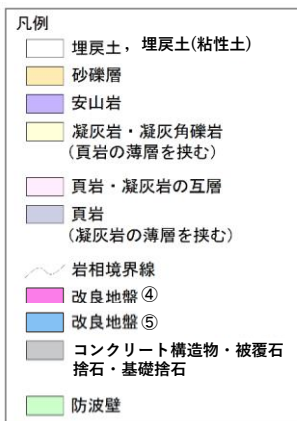 凡例
埋戻土，埋戻土(粘性土)
砂礫層
安山岩
凝灰岩・凝灰角礫岩
(頁岩の薄層を挟む)
頁岩・凝灰岩の互層
頁岩
(凝灰岩の薄層を挟む)
岩相境界線
改良地盤④
改良地盤⑤
コンクリート構造物・被覆石
捨石・基礎捨石
防波壁